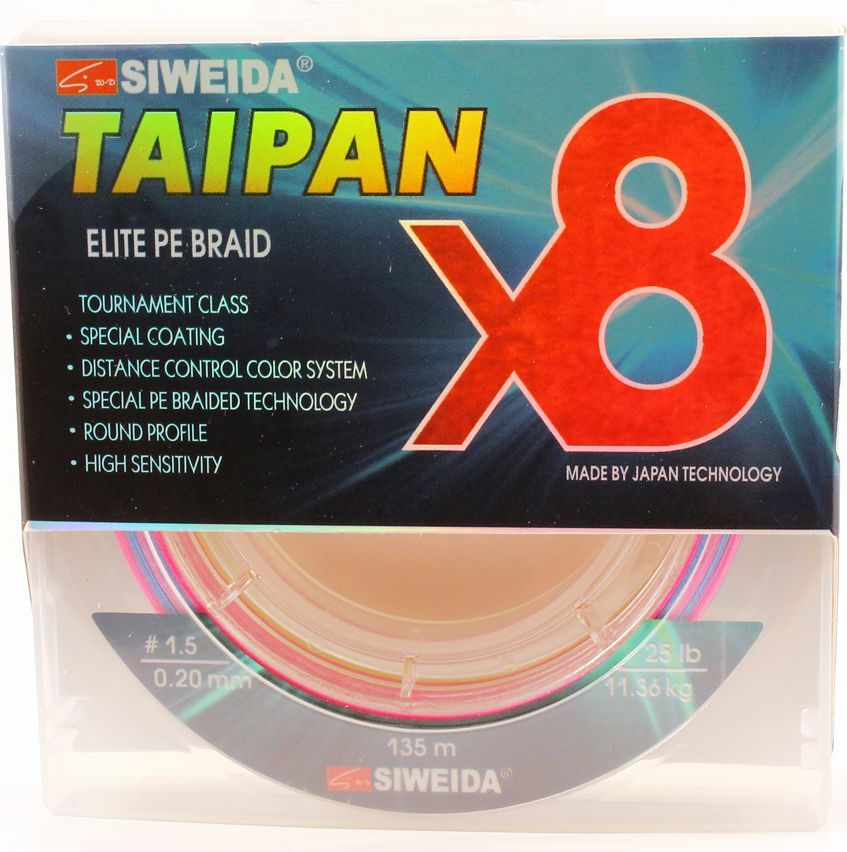 SIWEIDA®
TAIPAN
X8
ELITE PE BRAID
TOURNAMENT CLASS
• SPECIAL COATING
• DISTANCE CONTROL COLOR SYSTEM
• SPECIAL PE BRAIDED TECHNOLOGY
• ROUND PROFILE
• HIGH SENSITIVITY
MADE BY JAPAN TECHNOLOGY
# 1.5
0.20 mm
25 lb
11.36 kg
135 m
SIWEIDA®